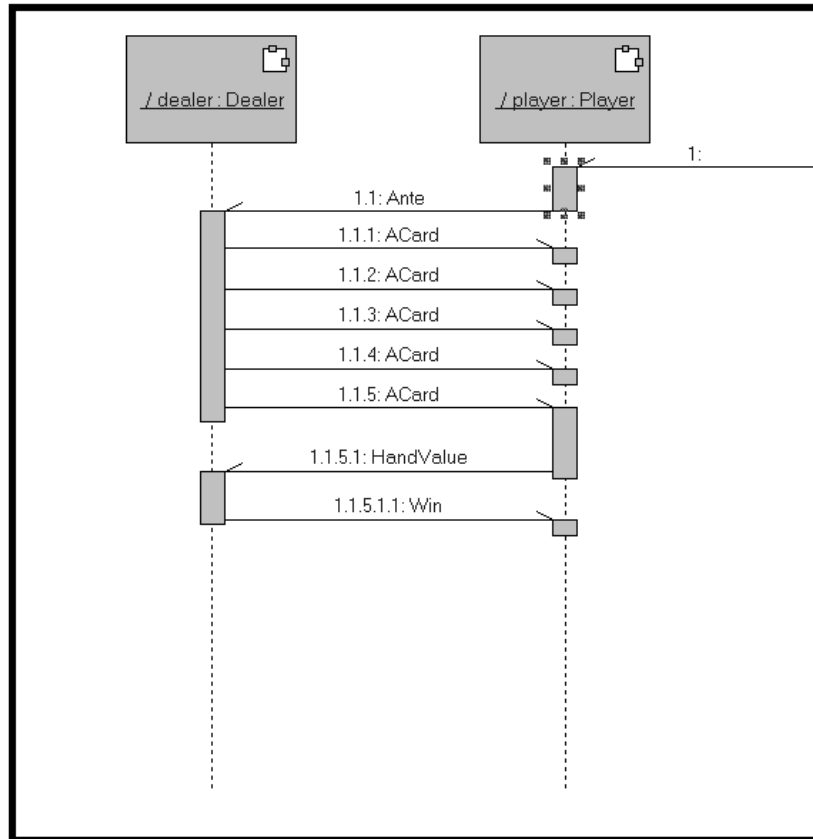 / dealer : Dealer
/ player : Player
1:
1.1: Ante
1.1.1: ACard
1.1.2: ACard
1.1.3: ACard
1.1.4: ACard
1.1.5: ACard
1.1.5.1: HandValue
1.1.5.1.1: Win